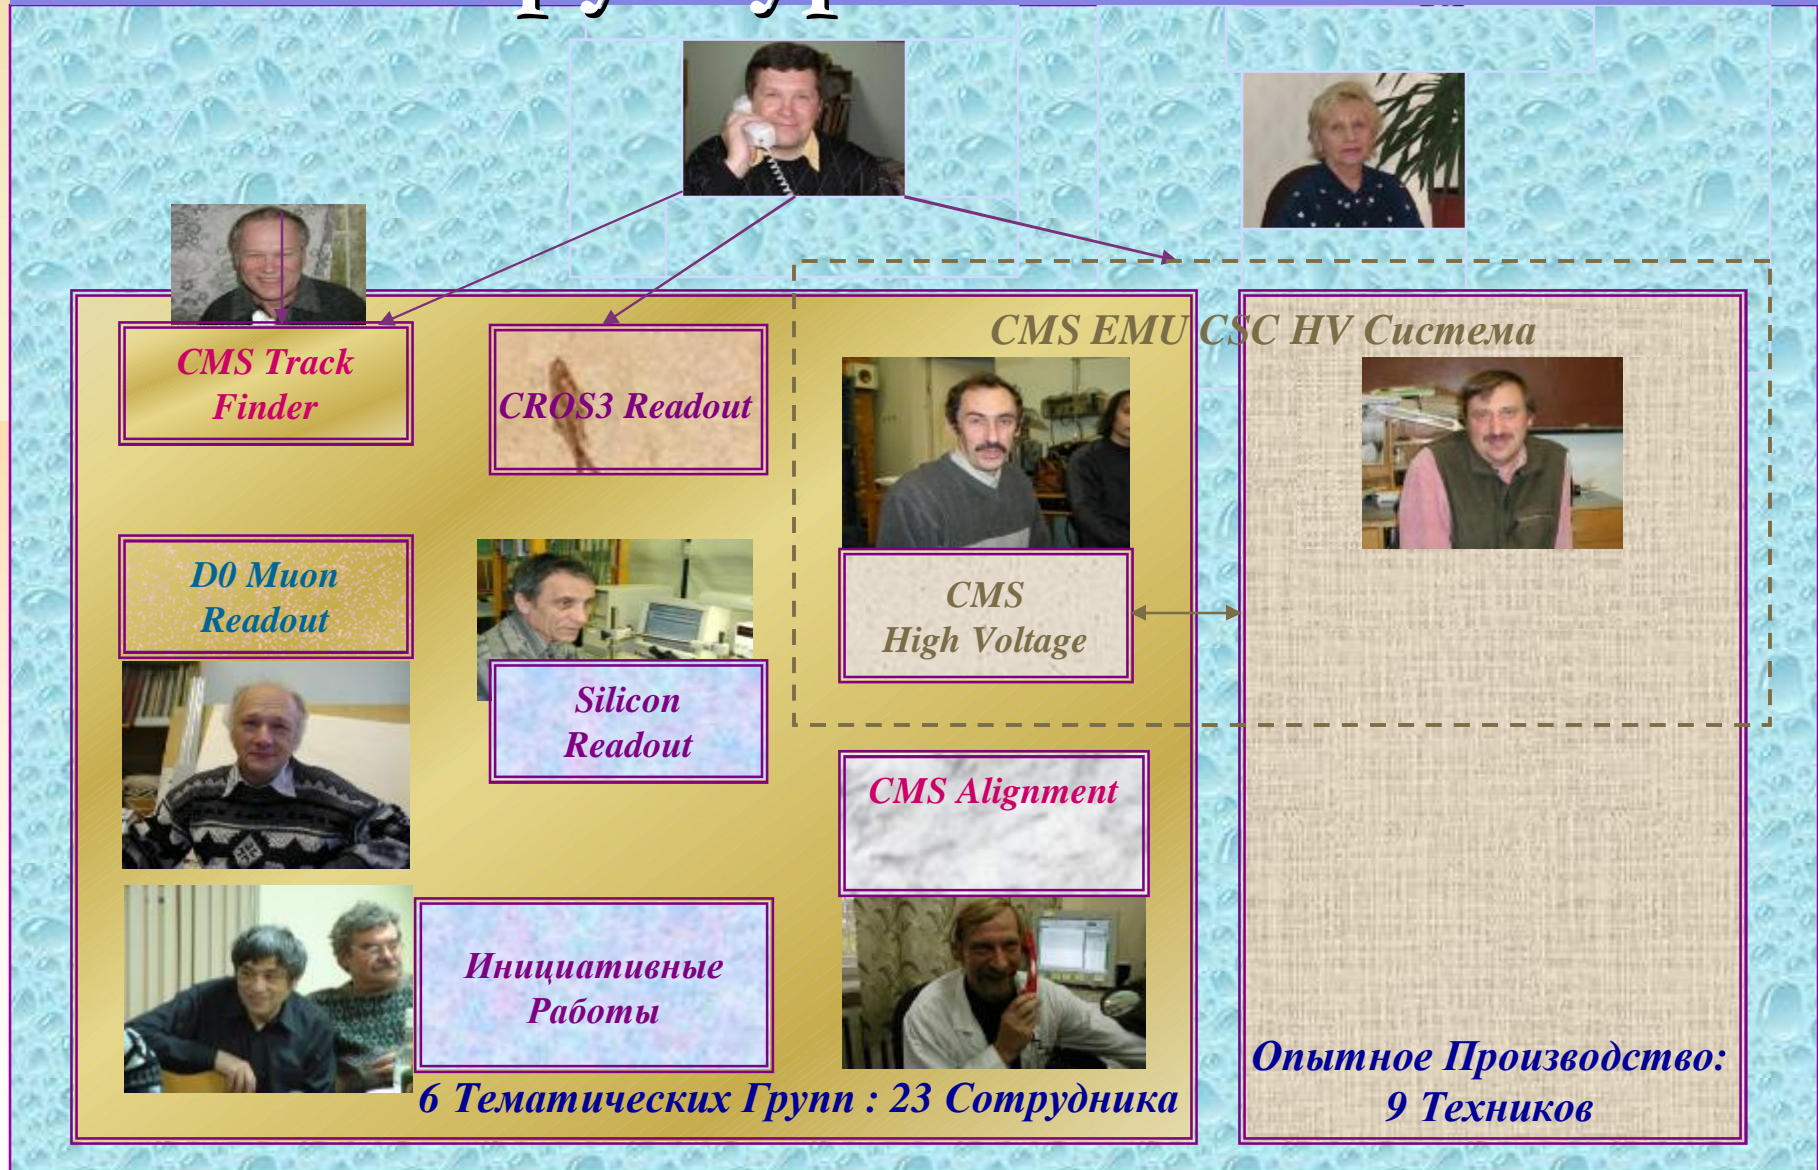 CMS EMU CSC HV Система
CMS Track
Finder
CROS3 Readout
D0 Muon
Readout
Silicon
Readout
CMS
High Voltage
CMS Alignment
Инициативные
Работы
6 Тематических Групп : 23 Сотрудника
Опытное Производство:
9 Техников